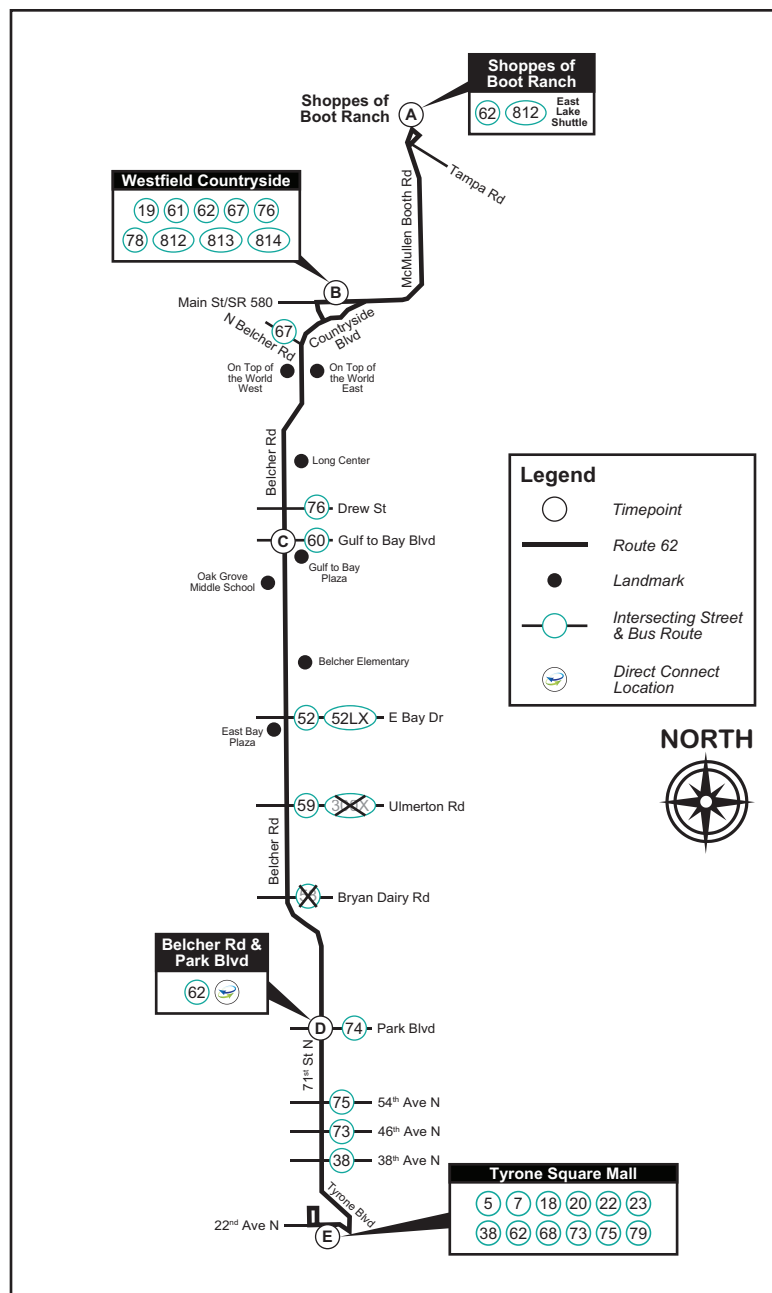 Shoppes of
Boot Ranch
62 812 East
Lake
Shuttle
Shoppes of
Boot Ranch
A
Tampa Rd
McMullen Booth Rd
Westfield Countryside
19 61 62 67 76
78 812 813 814
B
Main St/SR 580
Countryside
Blvd
N Belcher Rd
67
On Top of
the World
West
On Top of
the World
East
Belcher Rd
Long Center
76 Drew St
C 60 Gulf to Bay Blvd
Gulf to Bay
Plaza
Oak Grove
Middle School
Belcher Elementary
52 52LX E Bay Dr
East Bay
Plaza
59 300X Ulmerton Rd
Belcher Rd
Bryan Dairy Rd
Belcher Rd &
Park Blvd
62
D 74 Park Blvd
71st St N
75 54th Ave N
73 46th Ave N
38 38th Ave N
Tyrone Blvd
22nd Ave N
E
Tyrone Square Mall
5 7 18 20 22 23
38 62 68 73 75 79
Legend
Timepoint
Route 62
Landmark
Intersecting Street
& Bus Route
Direct Connect
Location
NORTH